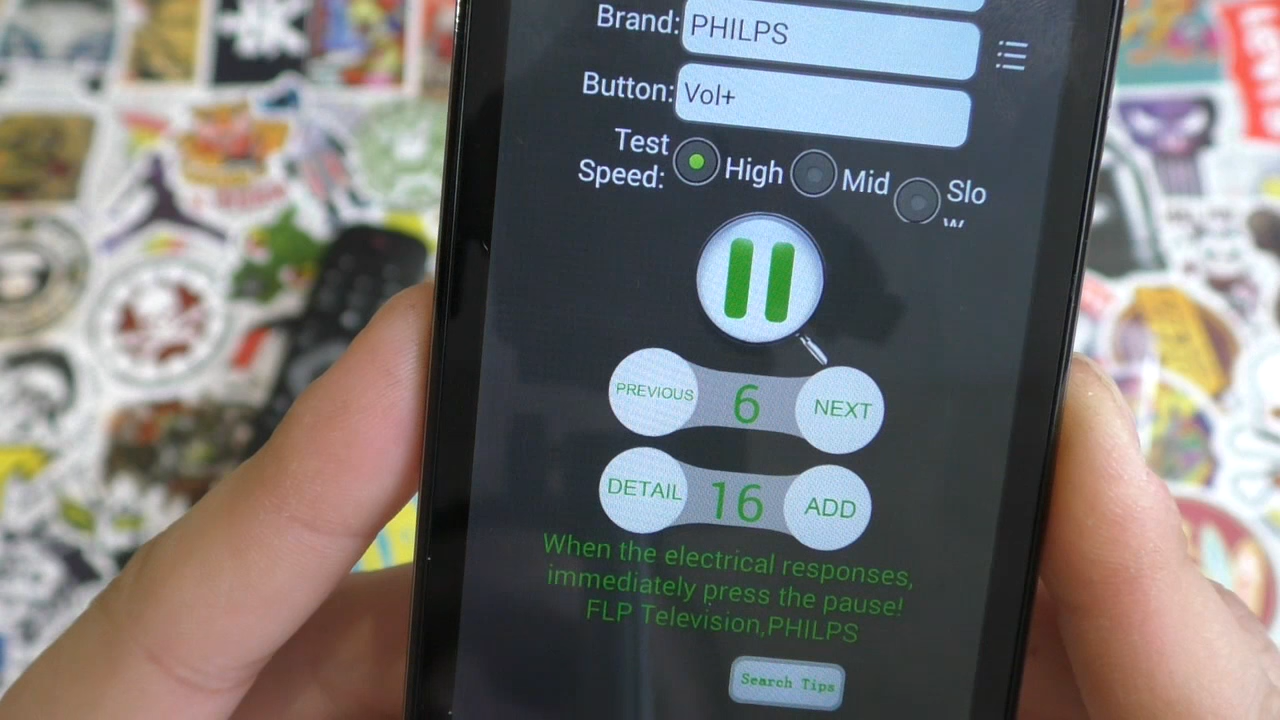 Brand: PHILPS
Button: Vol+
Test Speed: High Mid Slo
w
PREVIOUS 6 NEXT
DETAIL 16 ADD
When the electrical responses,
immediately press the pause!
FLP Television,PHILPS
Search Tips